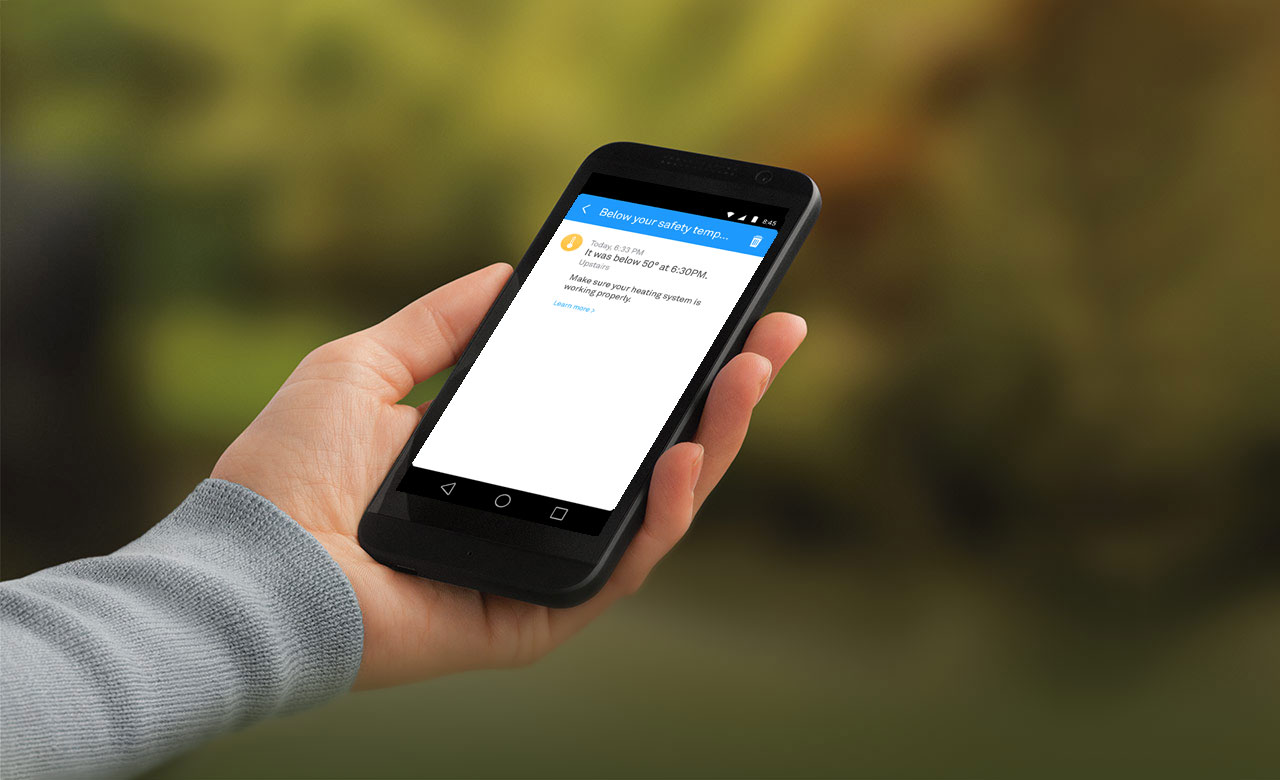 8:45
Below your safety temp...
Today, 6:33 PM
It was below 50° at 6:30PM.
Upstairs
Make sure your heating system is
working properly.
Learn more >